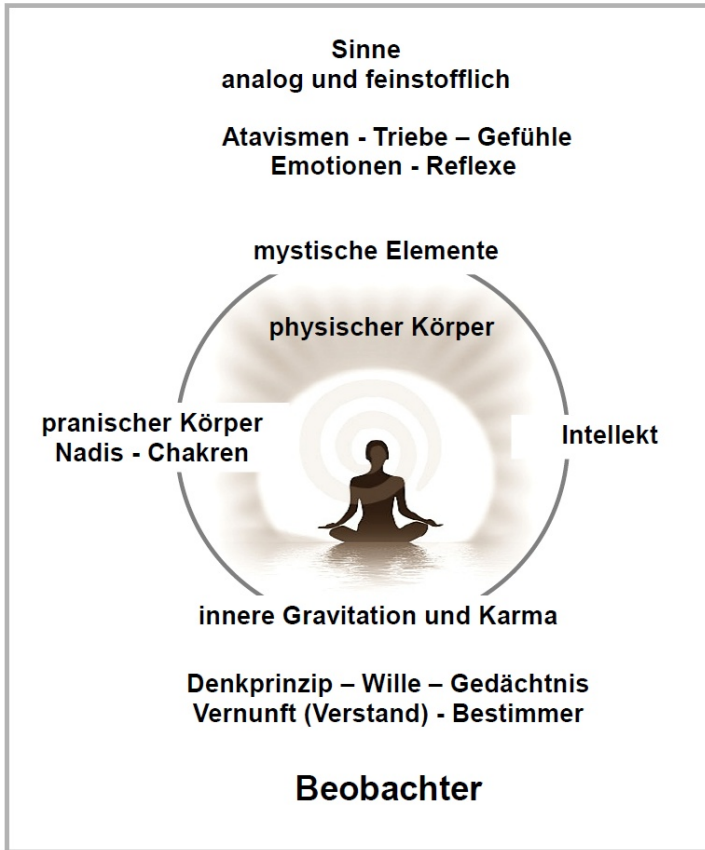 Sinne
analog und feinstofflich
Atavismen - Triebe – Gefühle
Emotionen - Reflexe
mystische Elemente
physischer Körper
pranischer Körper
Nadis - Chakren
Intellekt
innere Gravitation und Karma
Denkprinzip – Wille – Gedächtnis
Vernunft (Verstand) - Bestimmer
Beobachter